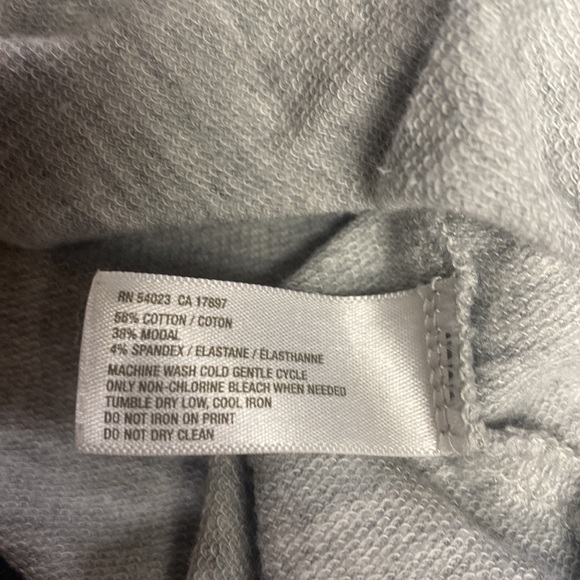 RN 54023 CA 17897
58% COTTON / COTON
38% MODAL
4% SPANDEX / ELASTANE / ÉLASTHANNE
MACHINE WASH COLD GENTLE CYCLE
ONLY NON-CHLORINE BLEACH WHEN NEEDED
TUMBLE DRY LOW, COOL IRON
DO NOT IRON ON PRINT
DO NOT DRY CLEAN